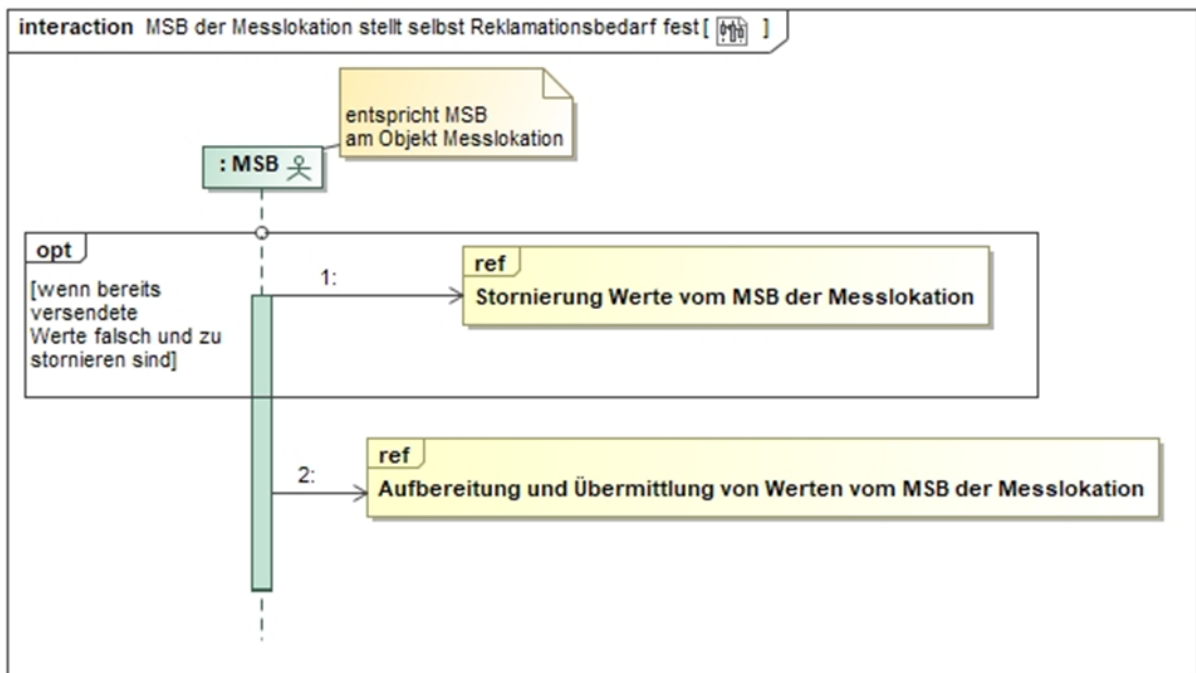 interaction MSB der Messlokation stellt selbst Reklamationsbedarf fest[ ]
entspricht MSB
am Objekt Messlokation
: MSB
opt
[wenn bereits
versendete
Werte falsch und zu
stornieren sind]
1:
ref
Stornierung Werte vom MSB der Messlokation
2:
ref
Aufbereitung und Übermittlung von Werten vom MSB der Messlokation